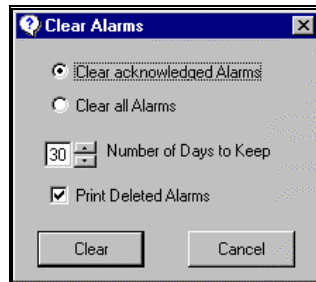 Clear Alarms
Clear acknowledged Alarms
Clear all Alarms
30 Number of Days to Keep
Print Deleted Alarms
Clear Cancel